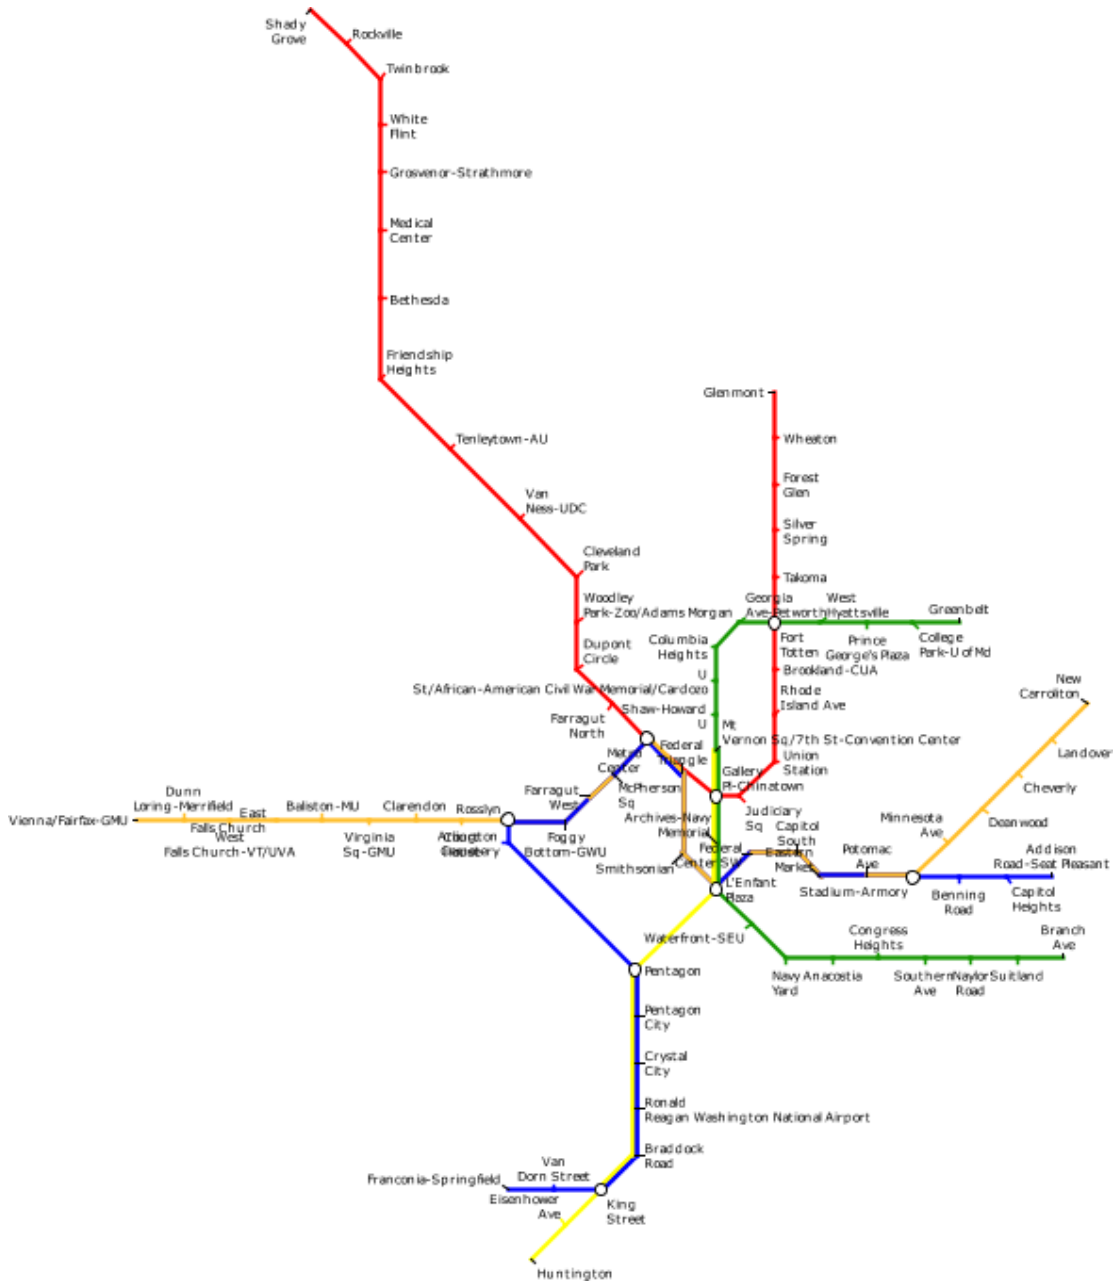 Shady
Grove
Rockville
Twinbrook
White
Flint
Grosvenor-Strathmore
Medical
Center
Bethesda
Friendship
Heights
Glenmont
Tenleytown-AU
Wheaton
Forest
Glen
Van
Ness-UDC
Silver
Spring
Cleveland
Park
Takoma
Woodley
Park-Zoo/Adams Morgan
Georgia
Ave-Petworth
West
Hyattsville
Greenbelt
Dupont
Circle
Columbia
Heights
Fort
Totten
Prince
George's Plaza
College
Park-U of Md
Brookland-CUA
U
St/African-American Civil War Memorial/Cardozo
Rhode
Island Ave
New
Carrollton
Farragut
North
Shaw-Howard
U
Mt
Vernon Sq/7th St-Convention Center
Metro
Center
Federal
Triangle
Union
Station
Landover
Gallery
Pl-Chinatown
Cheverly
Farragut
West
McPherson
Sq
Judiciary
Sq
Deanwood
Minnesota
Ave
Dunn
Loring-Merrifield
Vienna/Fairfax-GMU
East
Falls Church
Ballston-MU
Clarendon
Rosslyn
West
Falls Church-VT/UVA
Virginia
Sq-GMU
Cemetery
Foggy
Bottom-GWU
Archives-Navy
Memorial
Smithsonian
Federal
Center SW
Capitol
South
Eastern
Market
Potomac
Ave
Stadium-Armory
Addison
Road-Seat Pleasant
Benning
Road
Capitol
Heights
L'Enfant
Plaza
Waterfront-SEU
Navy
Yard
Anacostia
Congress
Heights
Southern
Ave
Naylor
Road
Suitland
Branch
Ave
Pentagon
Pentagon
City
Crystal
City
Ronald
Reagan Washington National Airport
Braddock
Road
Van
Dorn Street
Franconia-Springfield
Eisenhower
Ave
King
Street
Huntington